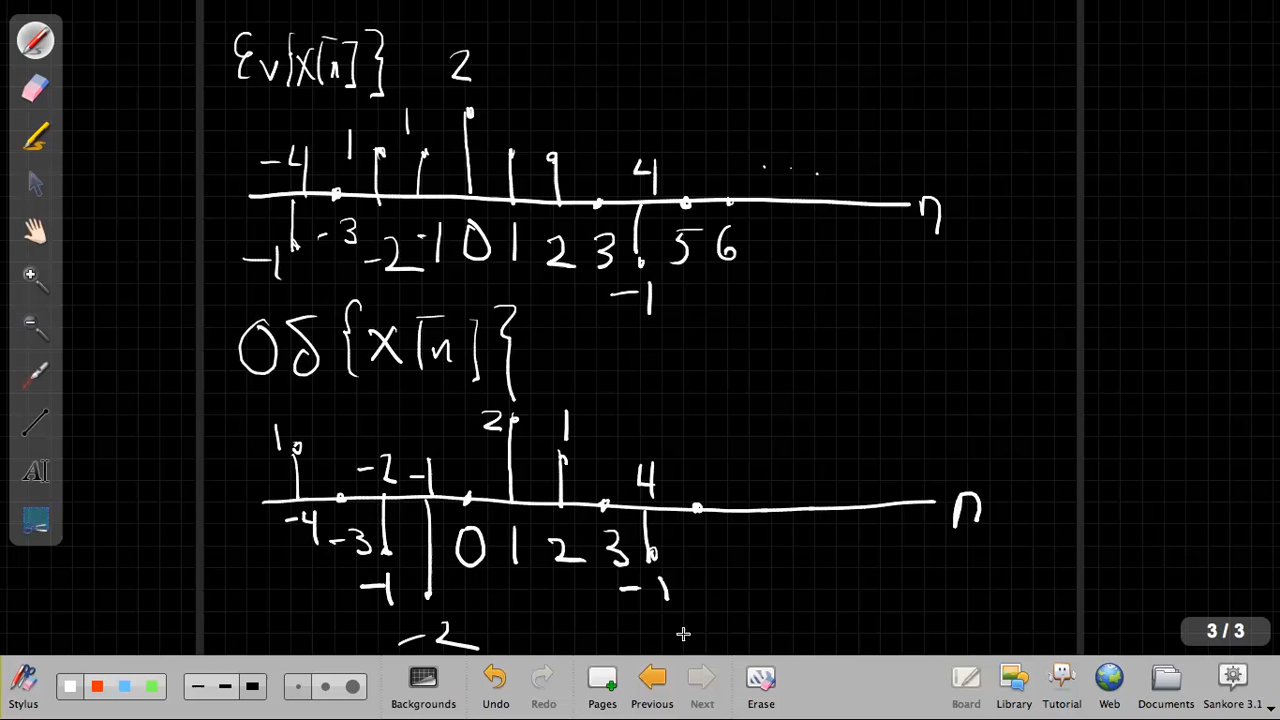 Ev{x[n]} 2
1
-4 1 4 . . .
n
-1 -3 -2 -1 0 1 2 3 5 6
-1
Od{x[n]}
2 1
1 -2 -1 4
n
-4 -3 0 1 2 3
-1 -1
-2
3 / 3
Stylus Backgrounds Undo Redo Pages Previous Next Erase Board Library Tutorial Web Documents Sankoré 3.1